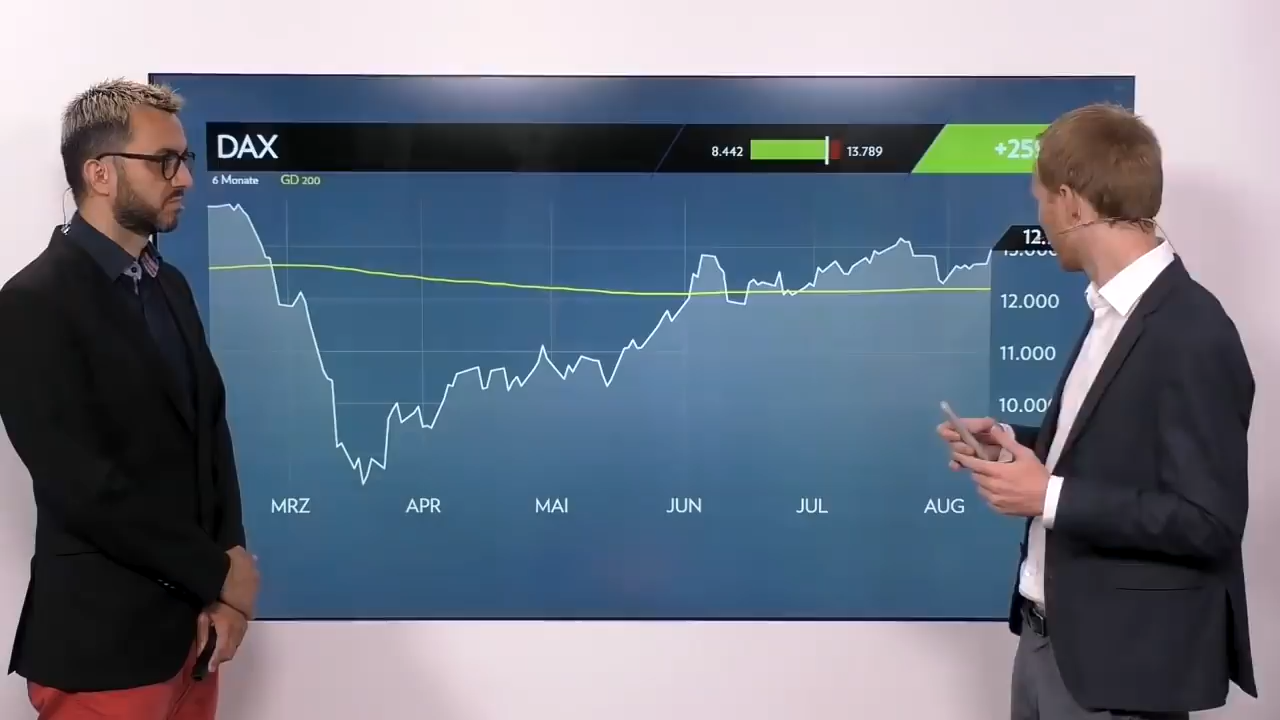 DAX
8.442
13.789
6 Monate
GD 200
12.000
11.000
MRZ
APR
MAI
JUN
JUL
AUG